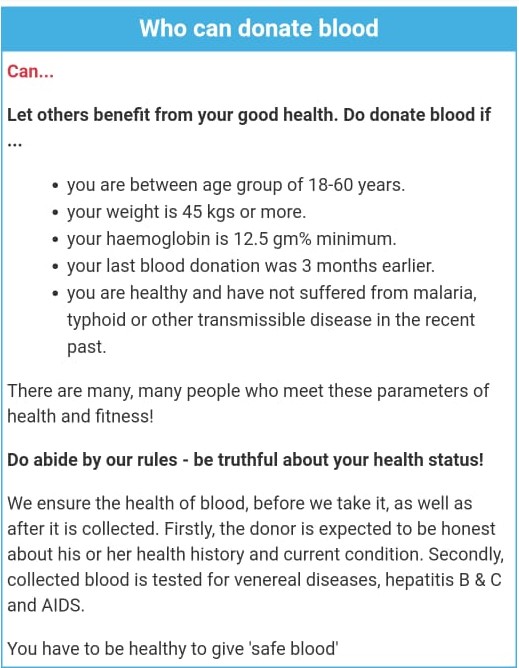 Who can donate blood
Can...
Let others benefit from your good health. Do donate blood if
...
• you are between age group of 18-60 years.
• your weight is 45 kgs or more.
• your haemoglobin is 12.5 gm% minimum.
• your last blood donation was 3 months earlier.
• you are healthy and have not suffered from malaria,
typhoid or other transmissible disease in the recent
past.
There are many, many people who meet these parameters of
health and fitness!
Do abide by our rules - be truthful about your health status!
We ensure the health of blood, before we take it, as well as
after it is collected. Firstly, the donor is expected to be honest
about his or her health history and current condition. Secondly,
collected blood is tested for venereal diseases, hepatitis B & C
and AIDS.
You have to be healthy to give 'safe blood'